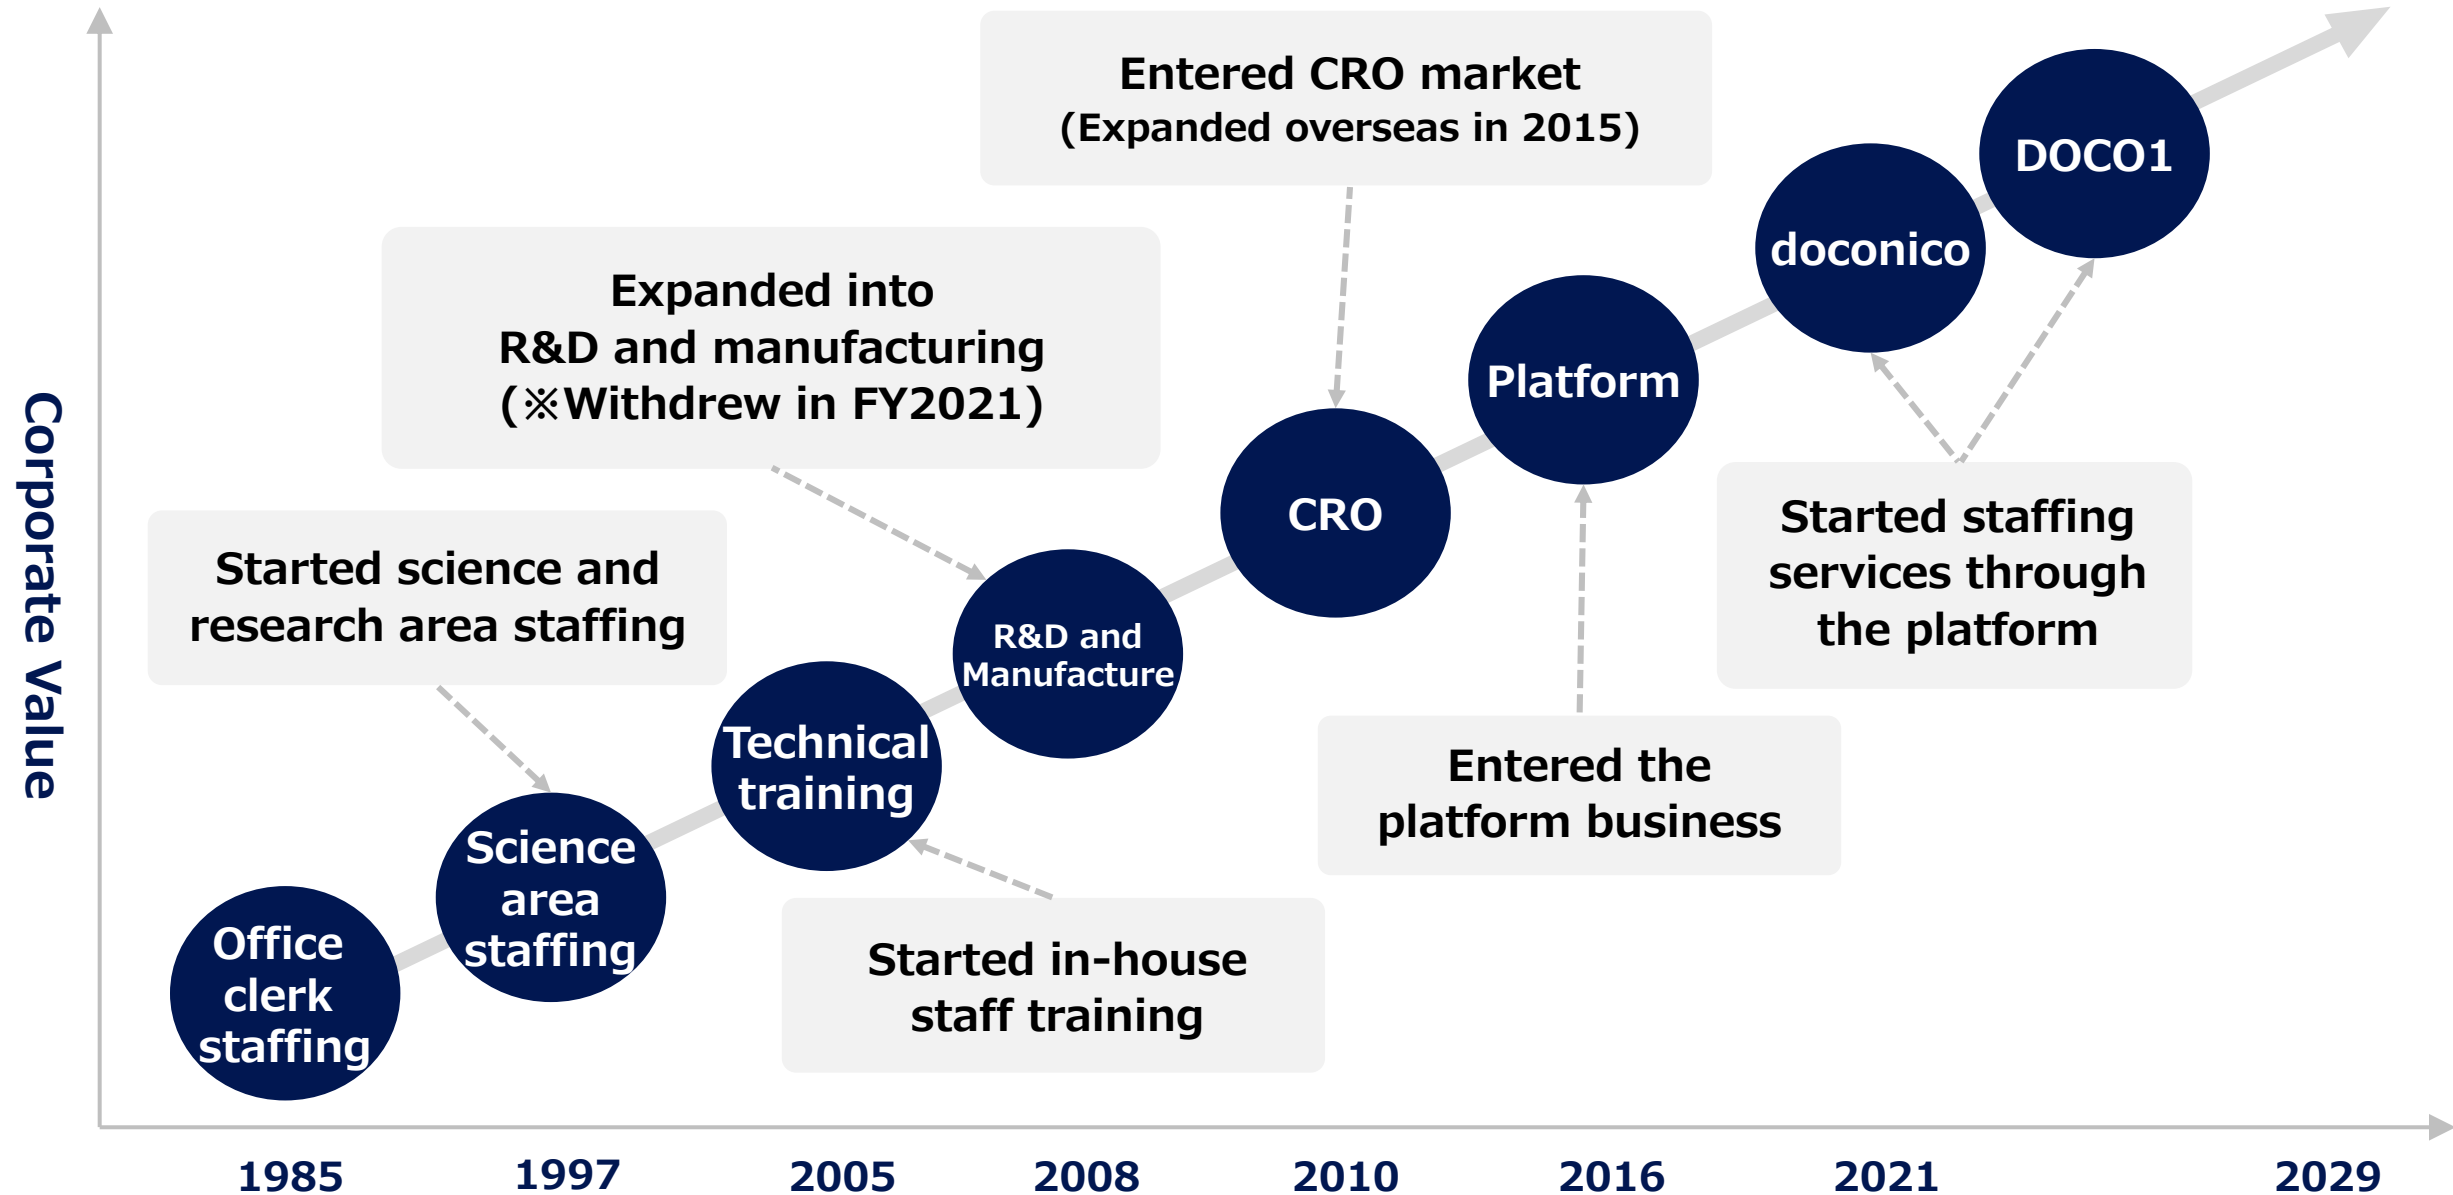 Corporate Value
Entered CRO market
(Expanded overseas in 2015)
Expanded into
R&D and manufacturing
(※Withdrew in FY2021)
Started science and
research area staffing
DOCO1
doconico
Platform
CRO
R&D and
Manufacture
Technical
training
Science
area
staffing
Office
clerk
staffing
Started staffing
services through
the platform
Entered the
platform business
Started in-house
staff training
1985
1997
2005
2008
2010
2016
2021
2029